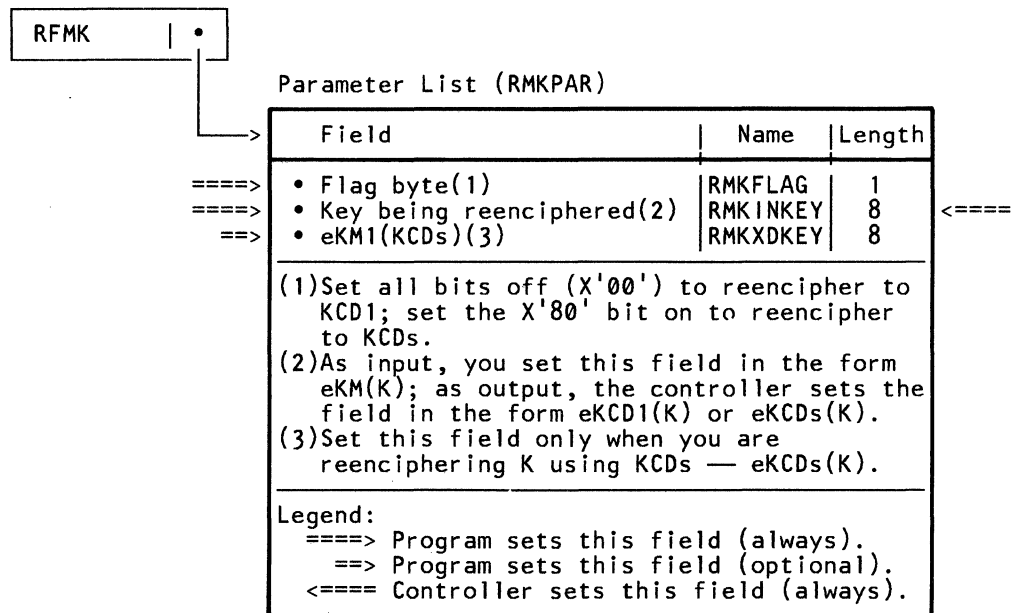 RFMK | •
Parameter List (RMKPAR)
> Field | Name |Length
====> • Flag byte(1) |RMKFLAG | 1
====> • Key being reenciphered(2) |RMKINKEY| 8 <====
==> • eKM1(KCDs)(3) |RMKXDKEY| 8
(1)Set all bits off (X'00') to reencipher to
KCD1; set the X'80' bit on to reencipher
to KCDs.
(2)As input, you set this field in the form
eKM(K); as output, the controller sets the
field in the form eKCD1(K) or eKCDs(K).
(3)Set this field only when you are
reenciphering K using KCDs — eKCDs(K).
Legend:
====> Program sets this field (always).
==> Program sets this field (optional).
<==== Controller sets this field (always).